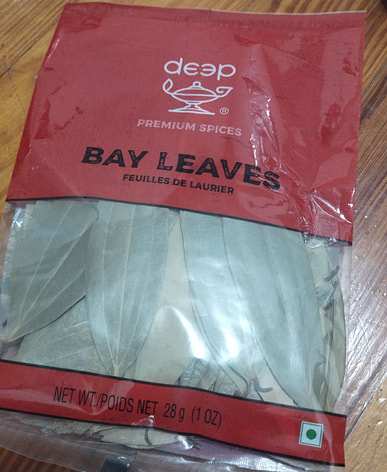 deep
®
PREMIUM SPICES
BAY LEAVES
FEUILLES DE LAURIER
NET WT./POIDS NET 28 g (1 OZ)